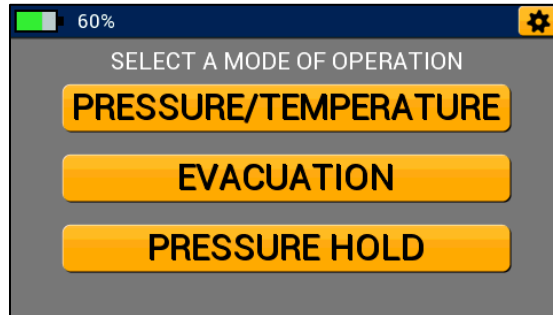 60%
SELECT A MODE OF OPERATION
PRESSURE/TEMPERATURE
EVACUATION
PRESSURE HOLD